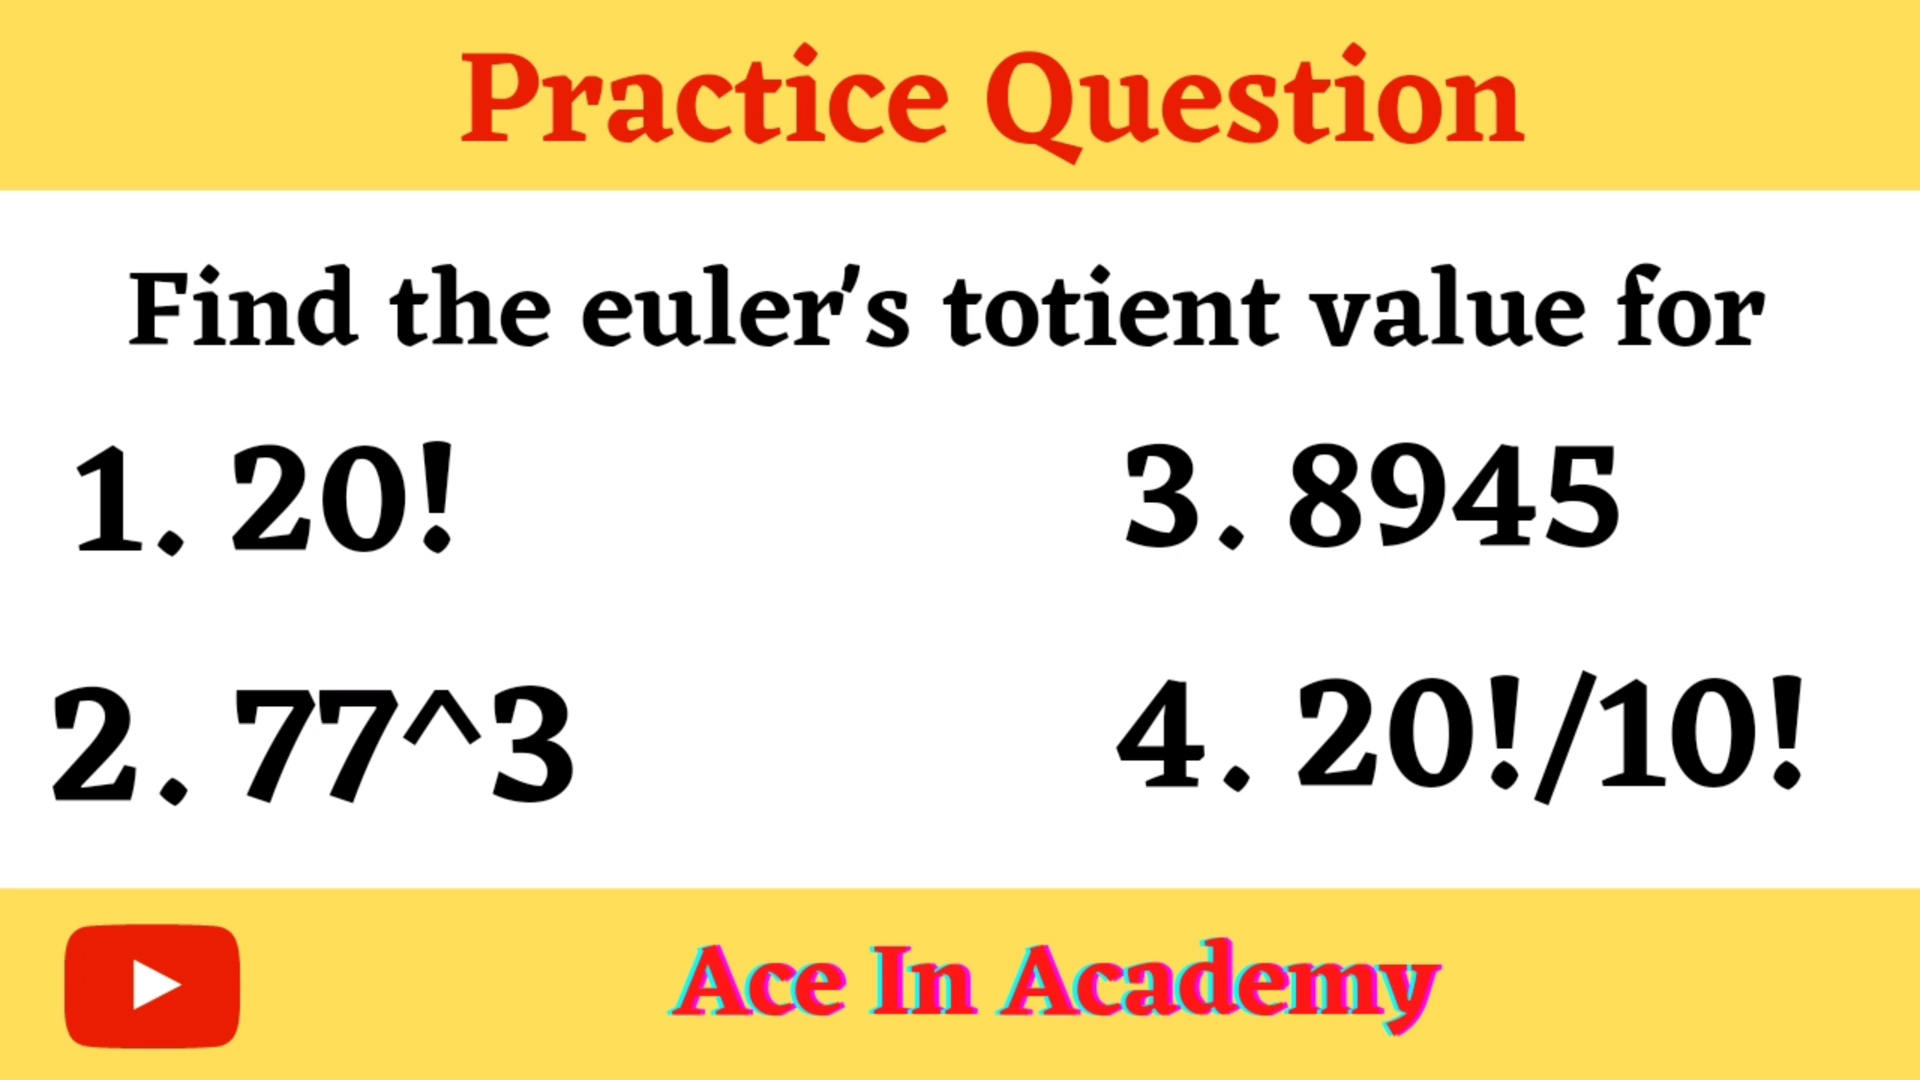 Practice Question
Find the euler's totient value for
1. 20!
2. 77^3
3. 8945
4. 20!/10!
Ace In Academy